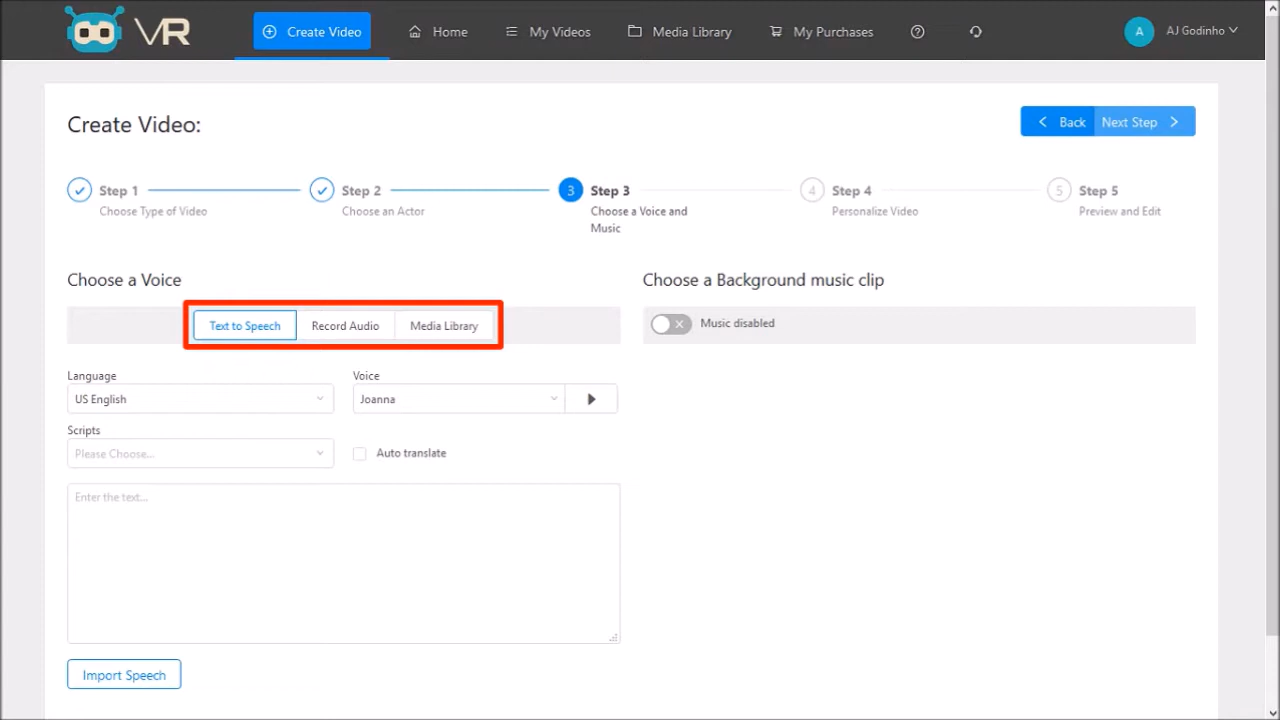 VR
Create Video
Home
My Videos
Media Library
My Purchases
A
AJ Godinho
Create Video:
Back
Next Step
Step 1
Choose Type of Video
Step 2
Choose an Actor
3
Step 3
Choose a Voice and
Music
4
Step 4
Personalize Video
5
Step 5
Preview and Edit
Choose a Voice
Choose a Background music clip
Text to Speech
Record Audio
Media Library
Music disabled
Language
Voice
US English
Joanna
Scripts
Please Choose...
Auto translate
Enter the text...
Import Speech